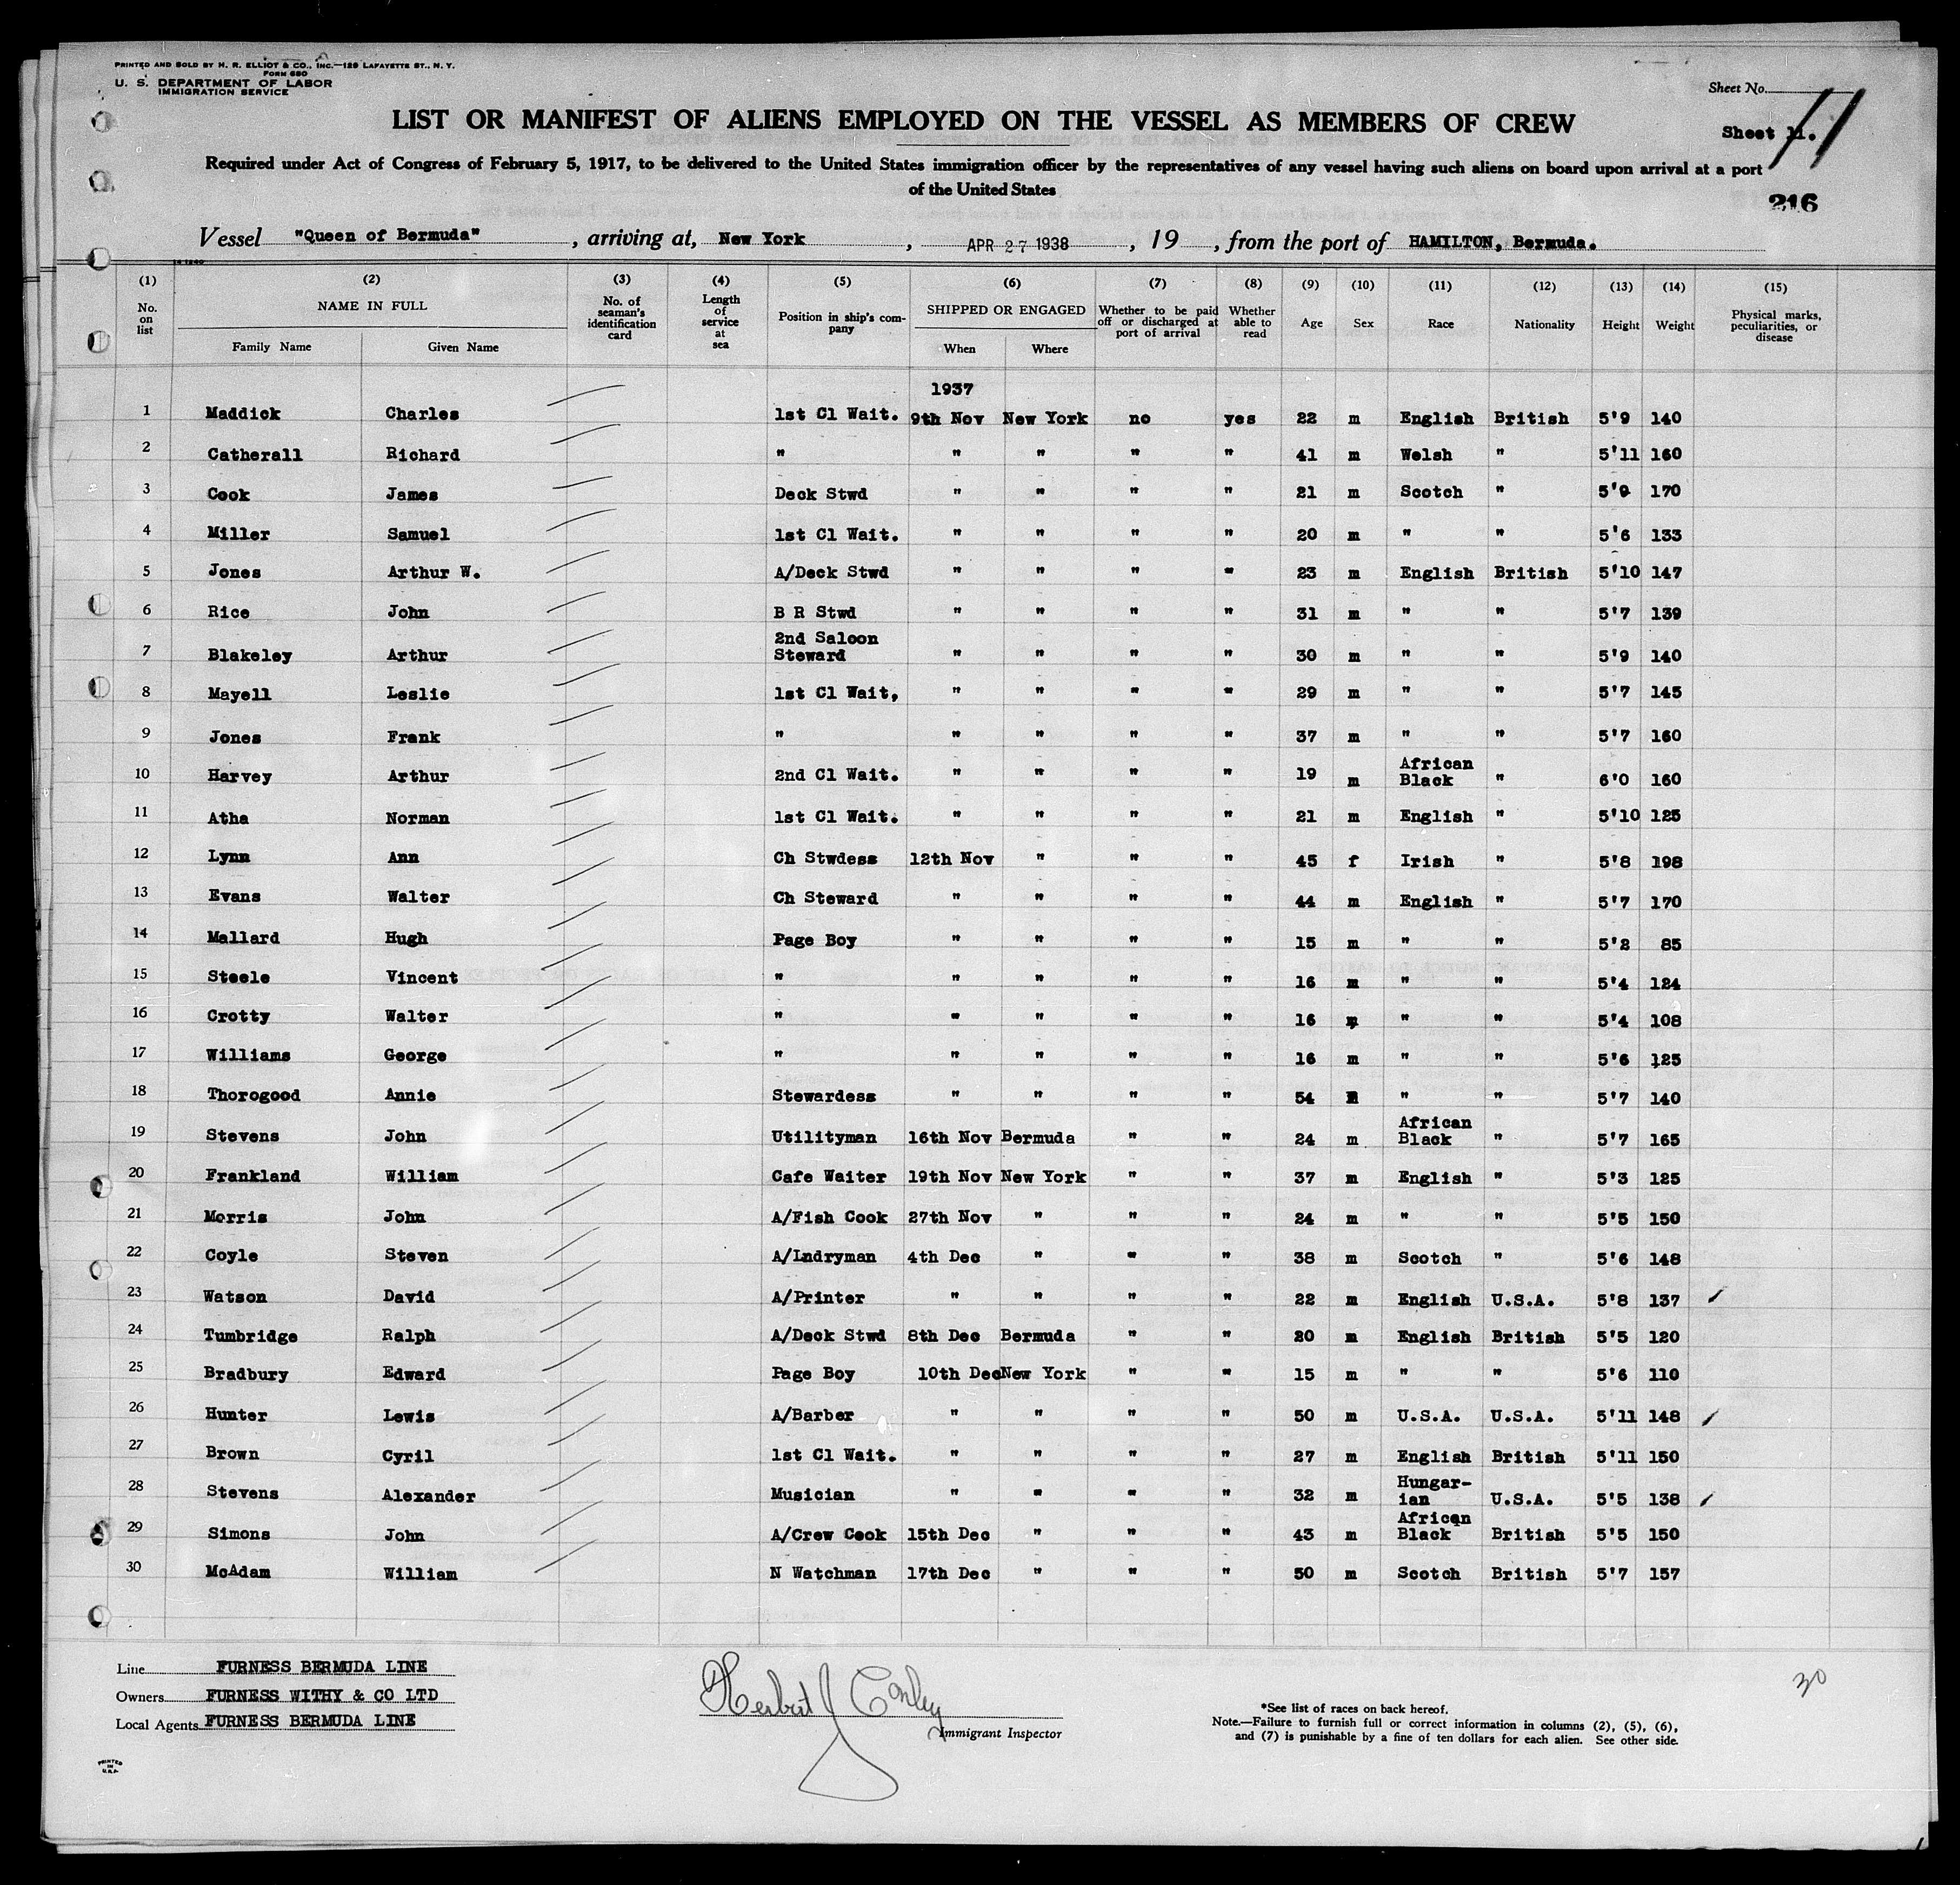 PRINTED AND SOLD BY H. R. ELLIOT & CO., INC.—129 LAFAYETTE ST., N. Y.
FORM 680
U. S. DEPARTMENT OF LABOR
IMMIGRATION SERVICE
Sheet No.
LIST OR MANIFEST OF ALIENS EMPLOYED ON THE VESSEL AS MEMBERS OF CREW
Sheet 11. 11
Required under Act of Congress of February 5, 1917, to be delivered to the United States immigration officer by the representatives of any vessel having such aliens on board upon arrival at a port
of the United States
216
Vessel "Queen of Bermuda" , arriving at, New York , APR 27 1938 , 19 , from the port of HAMILTON, Bermuda.
(1) (2) (3) (4) (5) (6) (7) (8) (9) (10) (11) (12) (13) (14) (15)
No. on list NAME IN FULL Family Name Given Name No. of seaman's identification card Length of service at sea Position in ship's company SHIPPED OR ENGAGED When Where Whether to be paid off or discharged at port of arrival Whether able to read Age Sex Race Nationality Height Weight Physical marks, peculiarities, or disease
1937
1 Maddick Charles 1st Cl Wait. 9th Nov New York no yes 22 m English British 5'9 140
2 Catherall Richard " " " " " 41 m Welsh " 5'11 160
3 Cook James Deck Stwd " " " " 21 m Scotch " 5'9 170
4 Miller Samuel 1st Cl Wait. " " " " 20 m " " 5'6 133
5 Jones Arthur W. A/Deck Stwd " " " " 23 m English British 5'10 147
6 Rice John B R Stwd " " " " 31 m " " 5'7 139
7 Blakeley Arthur 2nd Saloon Steward " " " " 30 m " " 5'9 140
8 Mayell Leslie 1st Cl Wait, " " " " 29 m " " 5'7 145
9 Jones Frank " " " " " 37 m " " 5'7 160
10 Harvey Arthur 2nd Cl Wait. " " " " 19 m African Black " 6'0 160
11 Atha Norman 1st Cl Wait. " " " " 21 m English " 5'10 125
12 Lynn Ann Ch Stwdess 12th Nov " " " 45 f Irish " 5'8 198
13 Evans Walter Ch Steward " " " " 44 m English " 5'7 170
14 Mallard Hugh Page Boy " " " " 15 m " " 5'2 85
15 Steele Vincent " " " " " 16 m " " 5'4 124
16 Crotty Walter " " " " " 16 m " " 5'4 108
17 Williams George " " " " " 16 m " " 5'6 125
18 Thorogood Annie Stewardess " " " " 54 " " 5'7 140
19 Stevens John Utilityman 16th Nov Bermuda " " 24 m African Black " 5'7 165
20 Frankland William Cafe Waiter 19th Nov New York " " 37 m English " 5'3 125
21 Morris John A/Fish Cook 27th Nov " " " 24 m " " 5'5 150
22 Coyle Steven A/Lndryman 4th Dec " " " 38 m Scotch " 5'6 148
23 Watson David A/Printer " " " " 22 m English U.S.A. 5'8 137
24 Tumbridge Ralph A/Deck Stwd 8th Dec Bermuda " " 20 m English British 5'5 120
25 Bradbury Edward Page Boy 10th Dec New York " " 15 m " " 5'6 110
26 Hunter Lewis A/Barber " " " " 50 m U.S.A. U.S.A. 5'11 148
27 Brown Cyril 1st Cl Wait. " " " " 27 m English British 5'11 150
28 Stevens Alexander Musician " " " " 32 m Hungar-ian U.S.A. 5'5 138
29 Simons John A/Crew Cook 15th Dec " " " 43 m African Black British 5'5 150
30 McAdam William N Watchman 17th Dec " " " 50 m Scotch British 5'7 157
Line FURNESS BERMUDA LINE
Owners FURNESS WITHY & CO LTD
Local Agents FURNESS BERMUDA LINE
Herbert J Conley
Immigrant Inspector
30
*See list of races on back hereof.
Note.—Failure to furnish full or correct information in columns (2), (5), (6),
and (7) is punishable by a fine of ten dollars for each alien. See other side.
PRINTED
IN
U.S.A.